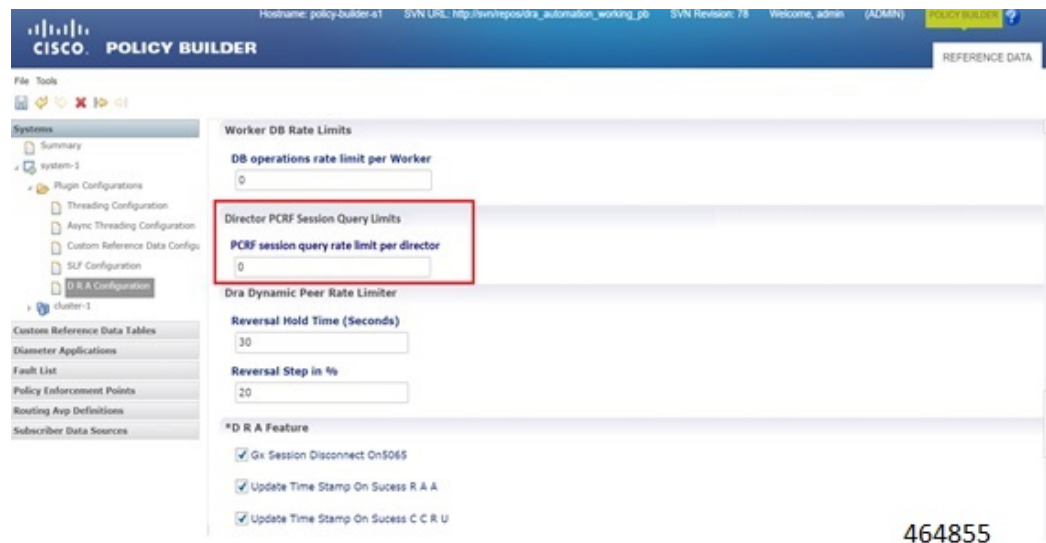 Hostname: policy-builder-s1 SVN URL: http://svn/repos/dra_automation_working_pb SVN Revision: 78 Welcome, admin (ADMIN) POLICY BUILDER ?
CISCO. POLICY BUILDER
REFERENCE DATA
File Tools
Systems
Summary
system-1
Plugin Configurations
Threading Configuration
Async Threading Configuration
Custom Reference Data Configu
SLF Configuration
D R A Configuration
cluster-1
Custom Reference Data Tables
Diameter Applications
Fault List
Policy Enforcement Points
Routing Avp Definitions
Subscriber Data Sources
Worker DB Rate Limits
DB operations rate limit per Worker
0
Director PCRF Session Query Limits
PCRF session query rate limit per director
0
Dra Dynamic Peer Rate Limiter
Reversal Hold Time (Seconds)
30
Reversal Step in %
20
*D R A Feature
Gx Session Disconnect On5065
Update Time Stamp On Sucess R A A
Update Time Stamp On Sucess C C R U
464855